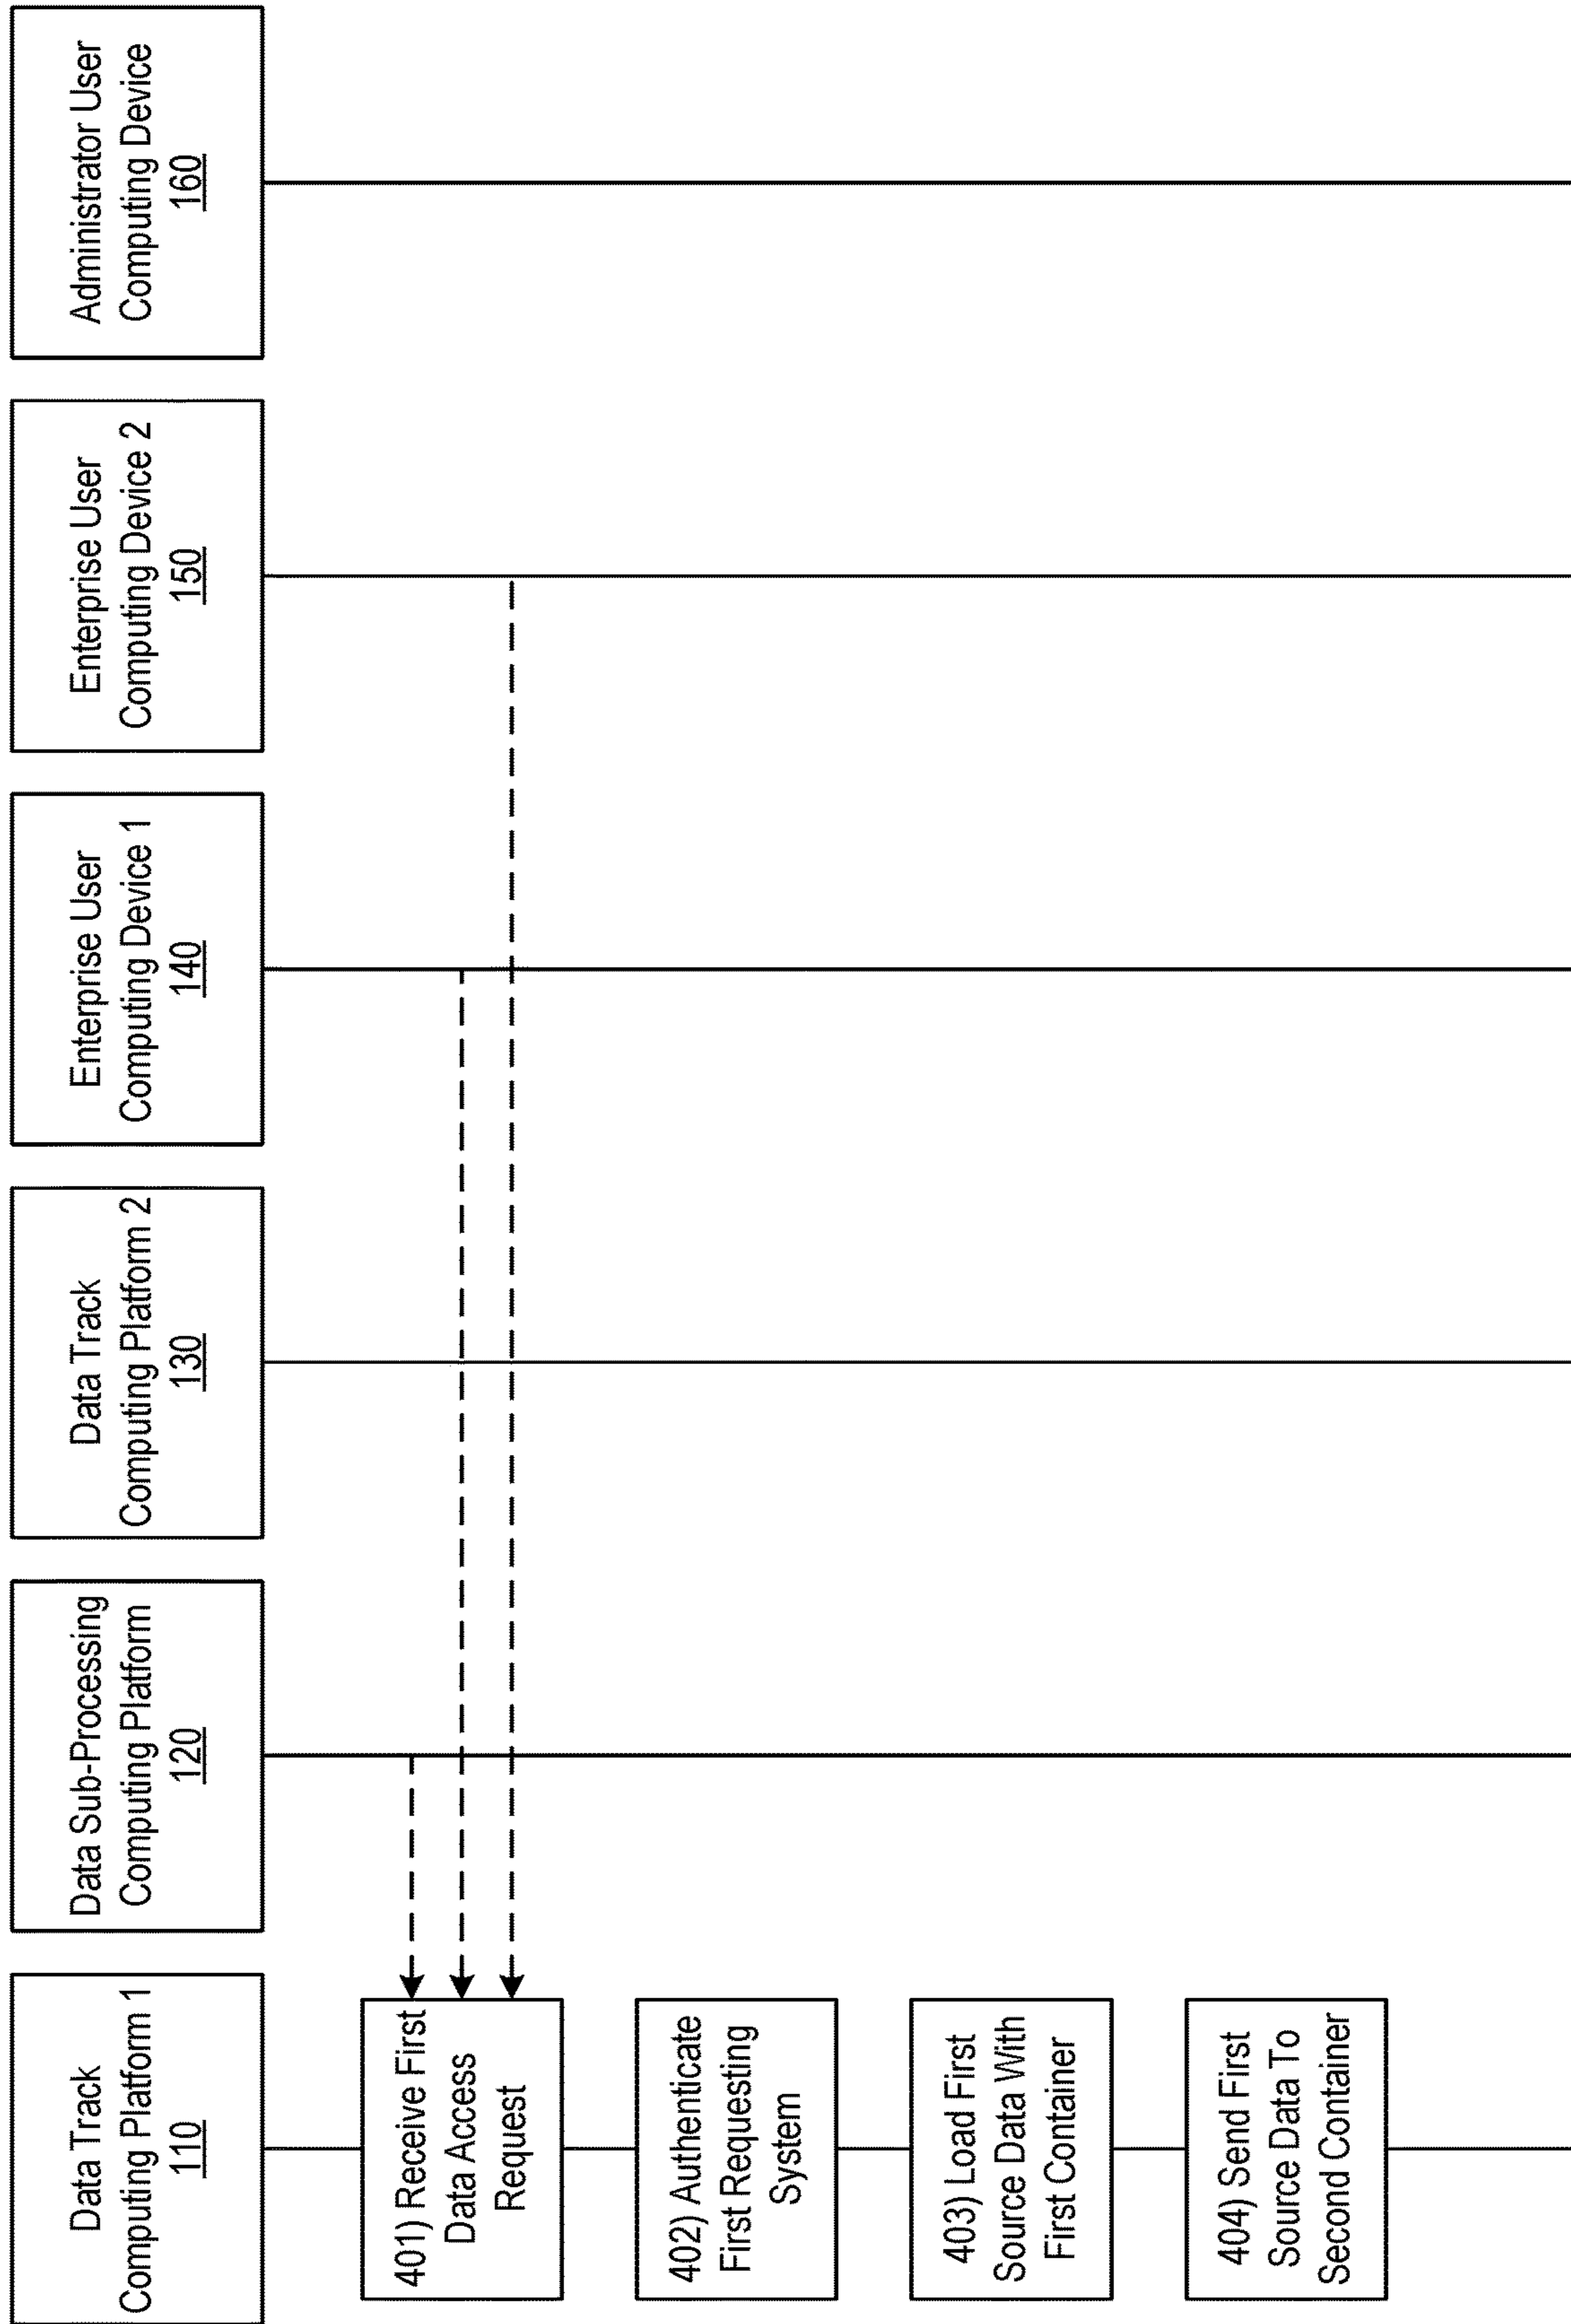 Data Track
Computing Platform 1
110
Data Sub-Processing
Computing Platform
120
Data Track
Computing Platform 2
130
Enterprise User
Computing Device 1
140
Enterprise User
Computing Device 2
150
Administrator User
Computing Device
160
401) Receive First
Data Access
Request
402) Authenticate
First Requesting
System
403) Load First
Source Data With
First Container
404) Send First
Source Data To
Second Container